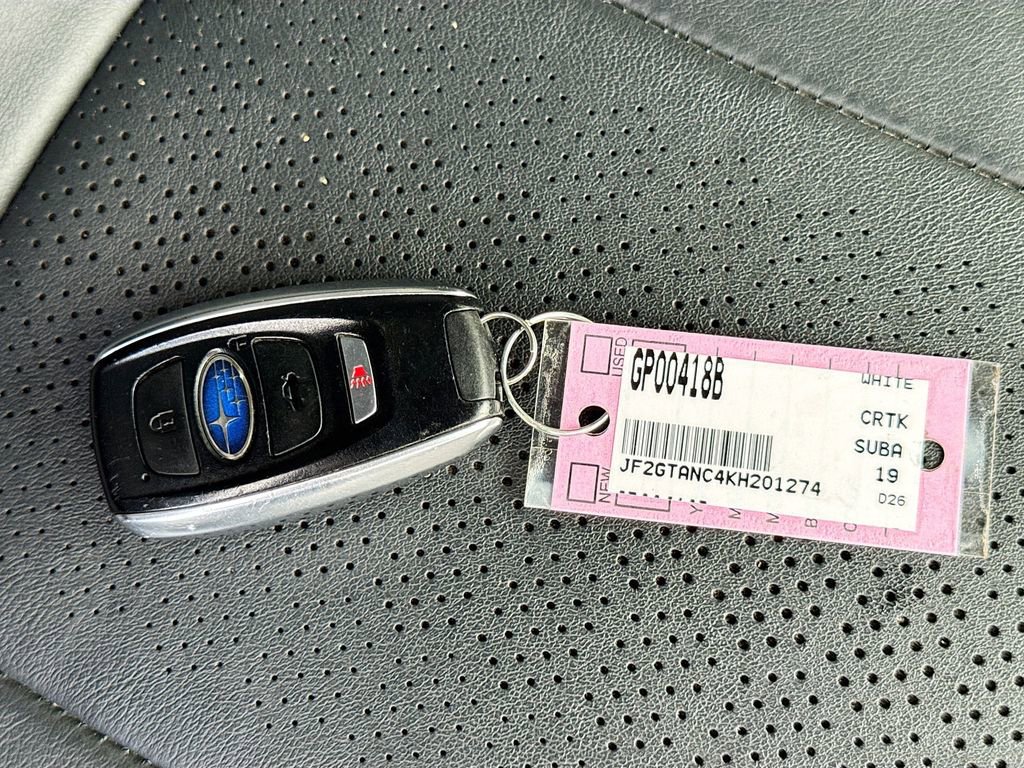 USED
GP00418B
WHITE
CRTK
SUBA
19
D26
JF2GTANC4KH201274
NEW